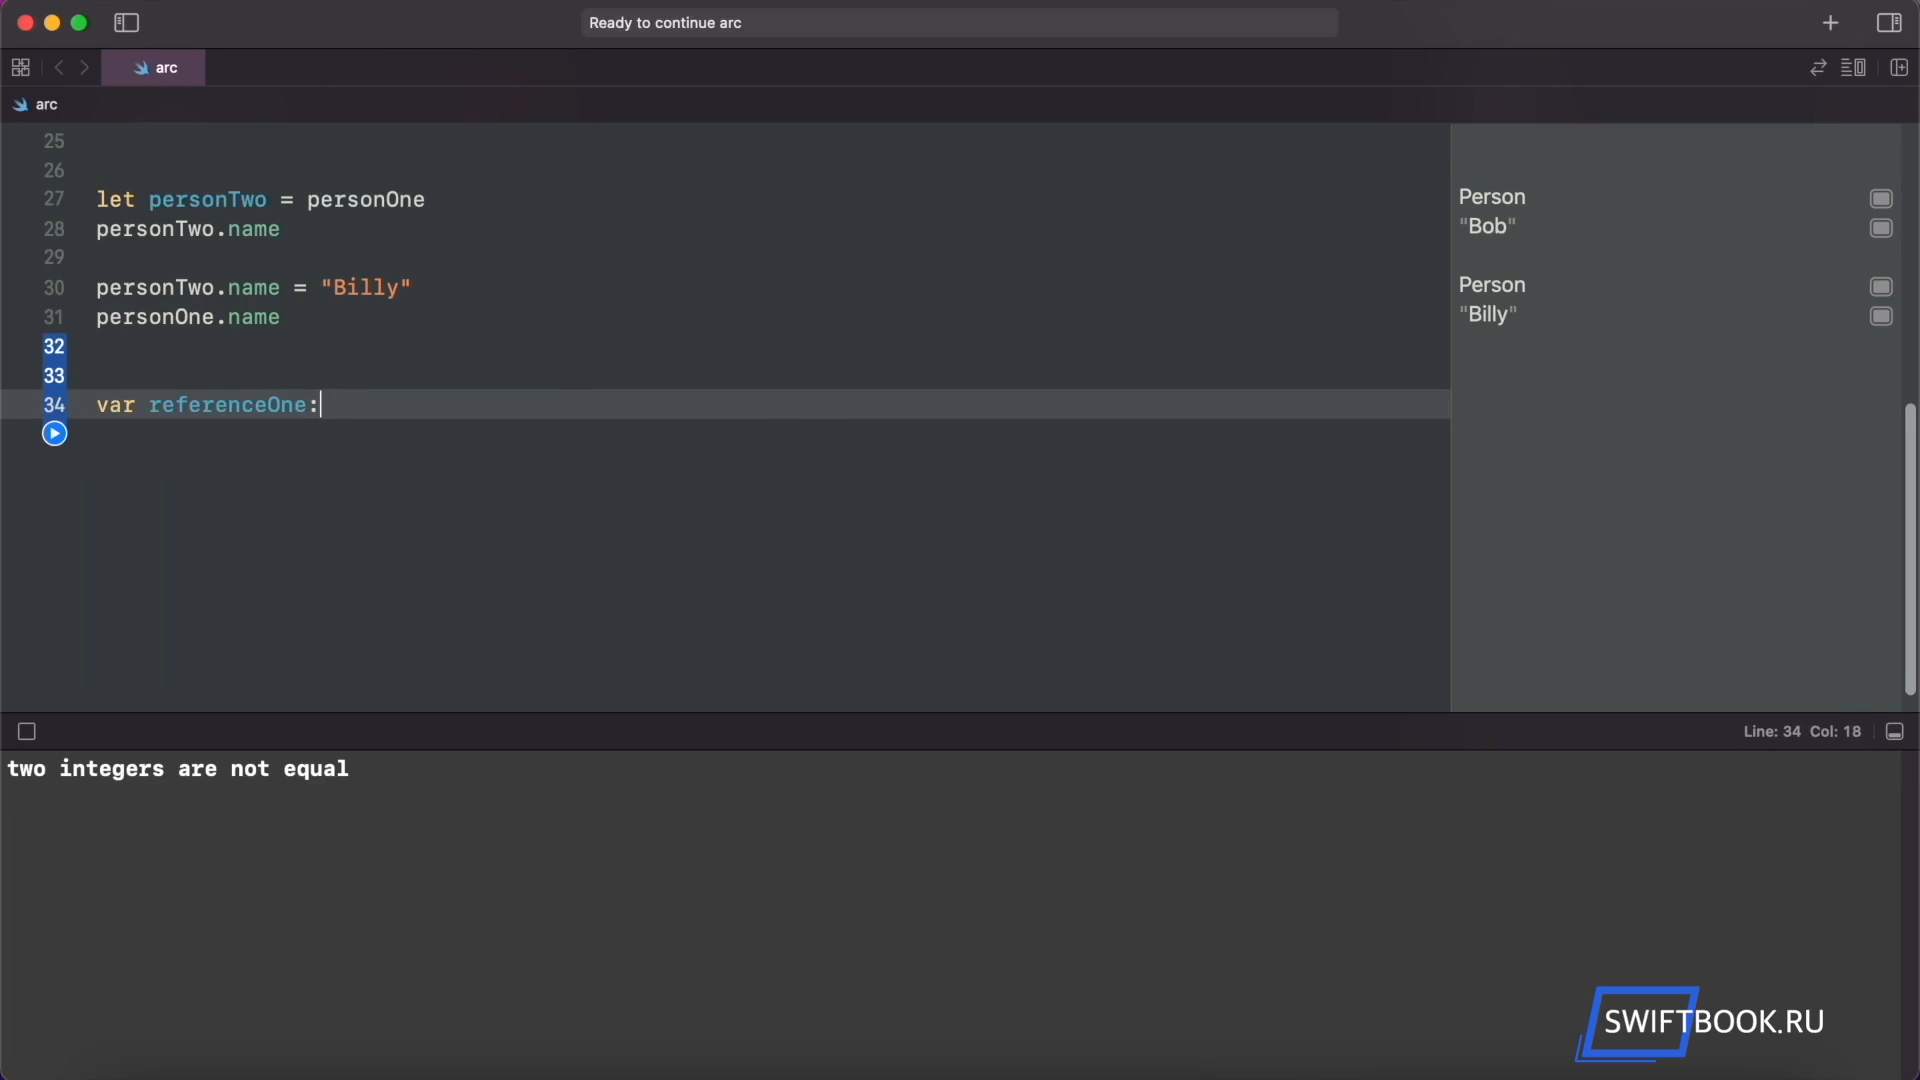 Ready to continue arc
arc
arc
25
26
27 let personTwo = personOne
Person
28 personTwo.name
"Bob"
29
30 personTwo.name = "Billy"
Person
31 personOne.name
"Billy"
32
33
34 var referenceOne:
Line: 34 Col: 18
two integers are not equal
SWIFTBOOK.RU